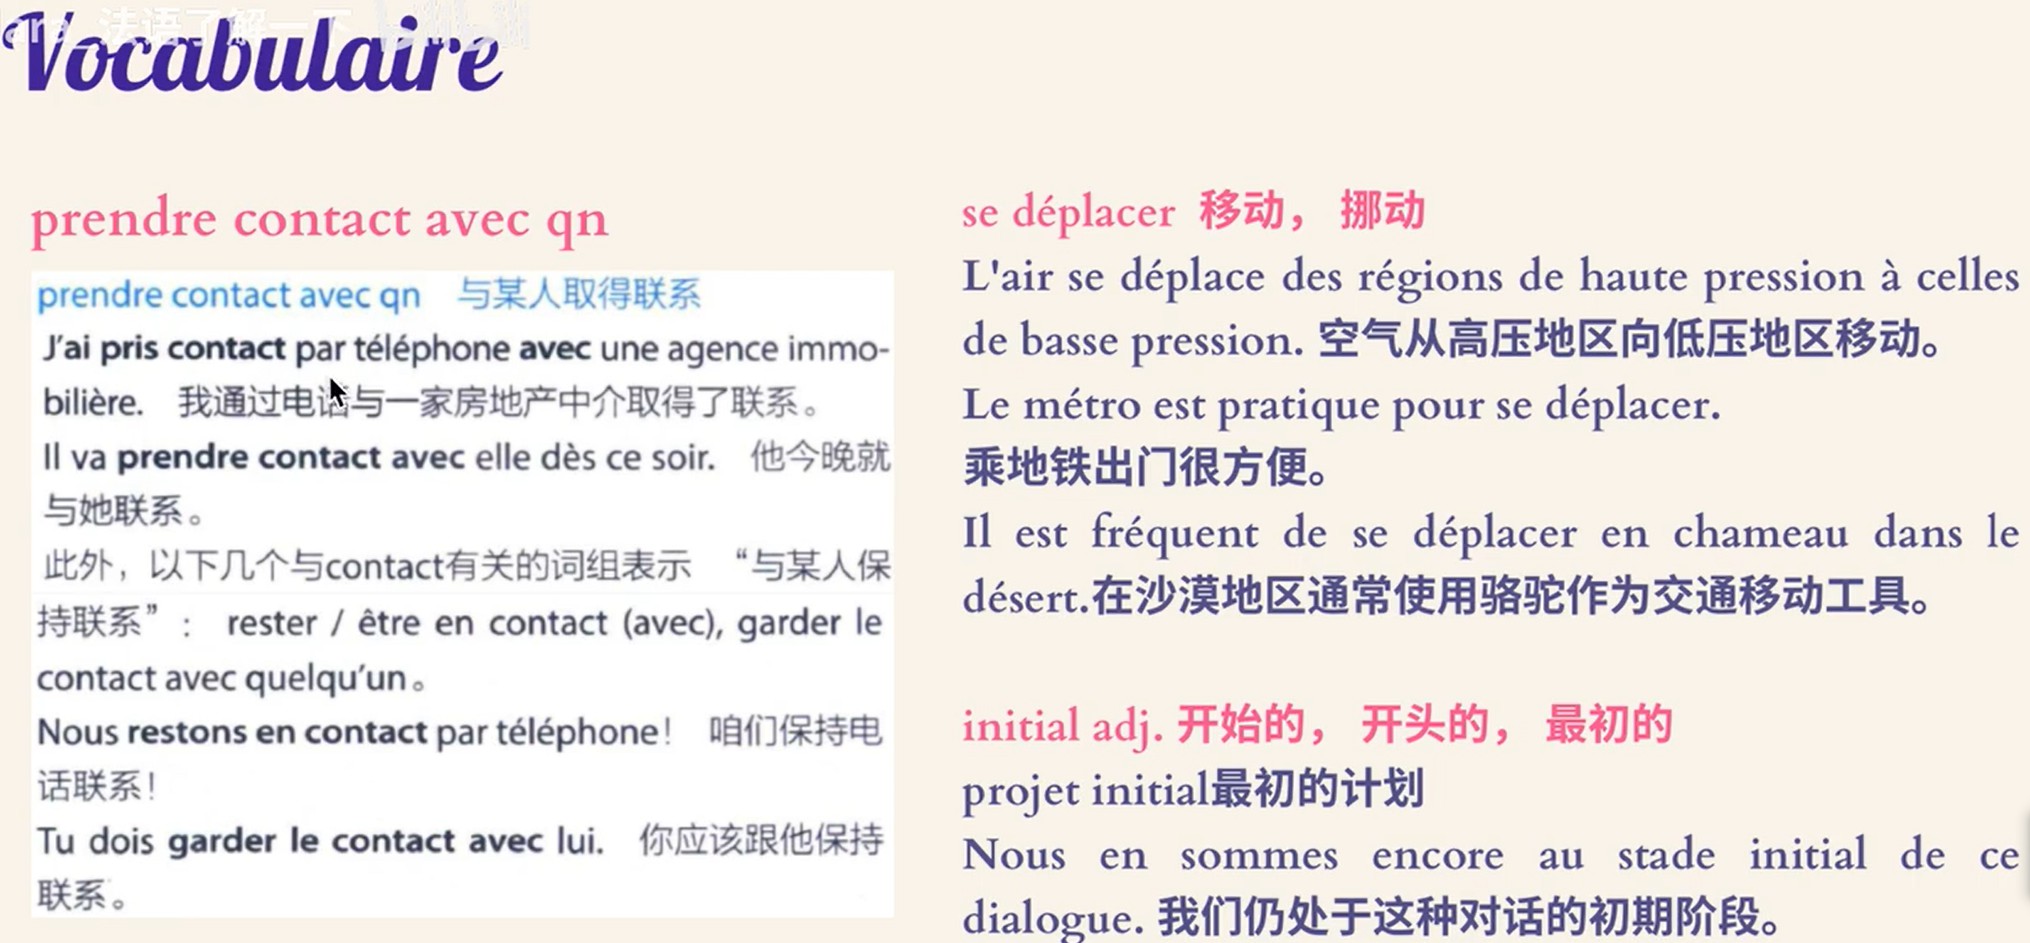 法语了解一下
Vocabulaire
prendre contact avec qn
prendre contact avec qn 与某人取得联系
J'ai pris contact par téléphone avec une agence immo-
bilière. 我通过电话与一家房地产中介取得了联系。
Il va prendre contact avec elle dès ce soir. 他今晚就
与她联系。
此外，以下几个与contact有关的词组表示 “与某人保
持联系”： rester / être en contact (avec), garder le
contact avec quelqu'un。
Nous restons en contact par téléphone！ 咱们保持电
话联系！
Tu dois garder le contact avec lui. 你应该跟他保持
联系。
se déplacer 移动， 挪动
L'air se déplace des régions de haute pression à celles
de basse pression. 空气从高压地区向低压地区移动。
Le métro est pratique pour se déplacer.
乘地铁出门很方便。
Il est fréquent de se déplacer en chameau dans le
désert.在沙漠地区通常使用骆驼作为交通移动工具。
initial adj. 开始的， 开头的， 最初的
projet initial最初的计划
Nous en sommes encore au stade initial de ce
dialogue. 我们仍处于这种对话的初期阶段。